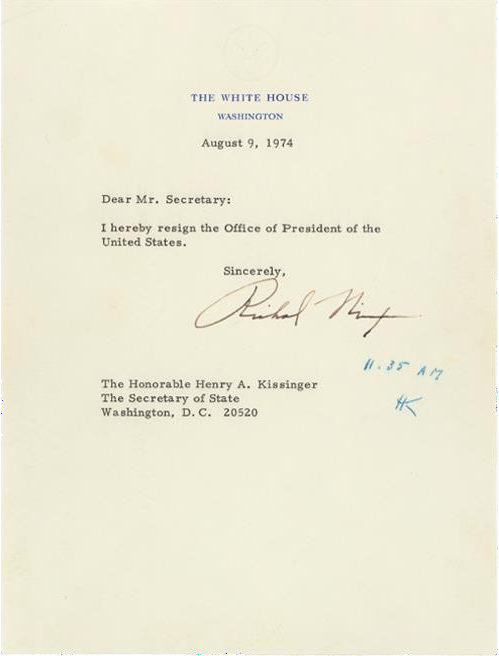 THE WHITE HOUSE
WASHINGTON
August 9, 1974
Dear Mr. Secretary:
I hereby resign the Office of President of the
United States.
Sincerely,
Richard Nixon
11.35 AM
HK
The Honorable Henry A. Kissinger
The Secretary of State
Washington, D.C. 20520